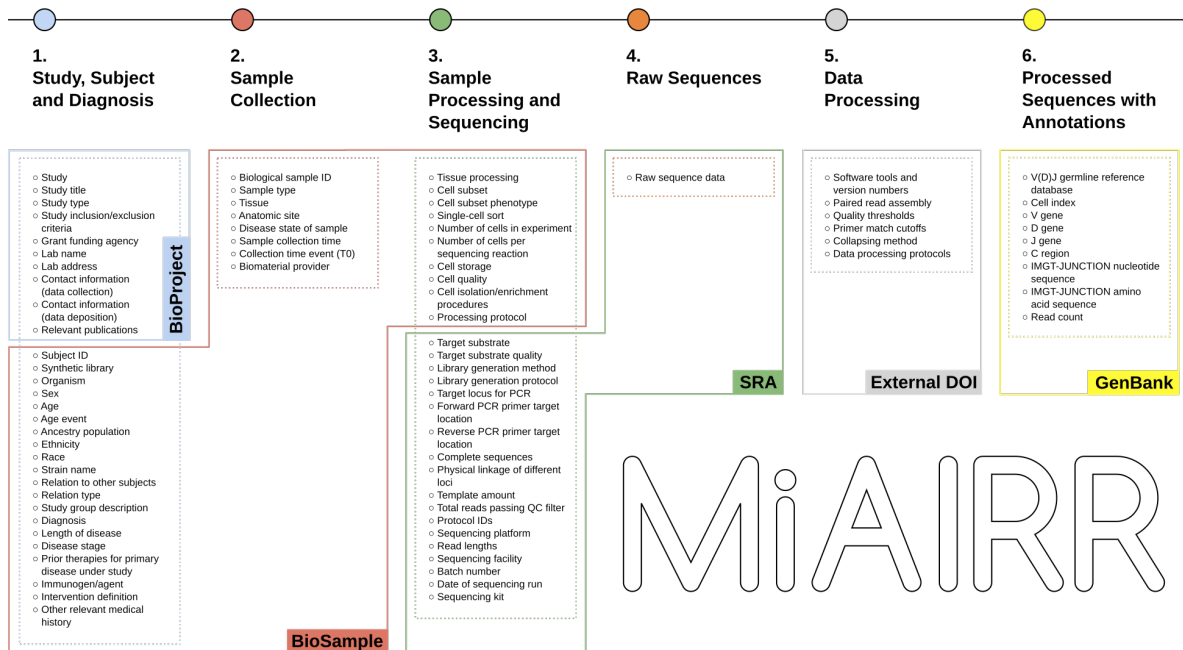 1.
Study, Subject
and Diagnosis
○ Study
○ Study title
○ Study type
○ Study inclusion/exclusion
criteria
○ Grant funding agency
○ Lab name
○ Lab address
○ Contact information
(data collection)
○ Contact information
(data deposition)
○ Relevant publications
BioProject
○ Subject ID
○ Synthetic library
○ Organism
○ Sex
○ Age
○ Age event
○ Ancestry population
○ Ethnicity
○ Race
○ Strain name
○ Relation to other subjects
○ Relation type
○ Study group description
○ Diagnosis
○ Length of disease
○ Disease stage
○ Prior therapies for primary
disease under study
○ Immunogen/agent
○ Intervention definition
○ Other relevant medical
history
2.
Sample
Collection
○ Biological sample ID
○ Sample type
○ Tissue
○ Anatomic site
○ Disease state of sample
○ Sample collection time
○ Collection time event (T0)
○ Biomaterial provider
BioSample
3.
Sample
Processing and
Sequencing
○ Tissue processing
○ Cell subset
○ Cell subset phenotype
○ Single-cell sort
○ Number of cells in experiment
○ Number of cells per
sequencing reaction
○ Cell storage
○ Cell quality
○ Cell isolation/enrichment
procedures
○ Processing protocol
○ Target substrate
○ Target substrate quality
○ Library generation method
○ Library generation protocol
○ Target locus for PCR
○ Forward PCR primer target
location
○ Reverse PCR primer target
location
○ Complete sequences
○ Physical linkage of different
loci
○ Template amount
○ Total reads passing QC filter
○ Protocol IDs
○ Sequencing platform
○ Read lengths
○ Sequencing facility
○ Batch number
○ Date of sequencing run
○ Sequencing kit
4.
Raw Sequences
○ Raw sequence data
SRA
5.
Data
Processing
○ Software tools and
version numbers
○ Paired read assembly
○ Quality thresholds
○ Primer match cutoffs
○ Collapsing method
○ Data processing protocols
External DOI
6.
Processed
Sequences with
Annotations
○ V(D)J germline reference
database
○ Cell index
○ V gene
○ D gene
○ J gene
○ C region
○ IMGT-JUNCTION nucleotide
sequence
○ IMGT-JUNCTION amino
acid sequence
○ Read count
GenBank
MiAIRR